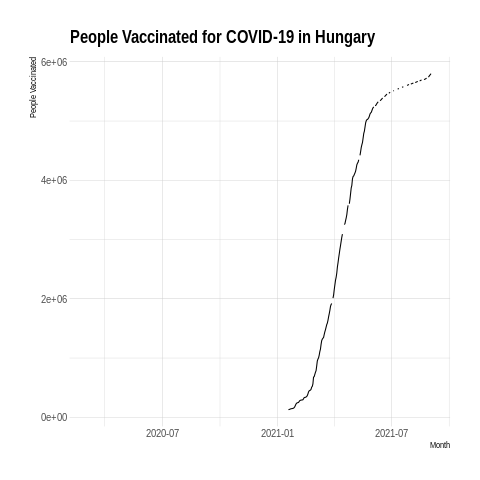 People Vaccinated for COVID-19 in Hungary
People Vaccinated
6e+06
4e+06
2e+06
0e+00
2020-07 2021-01 2021-07
Month